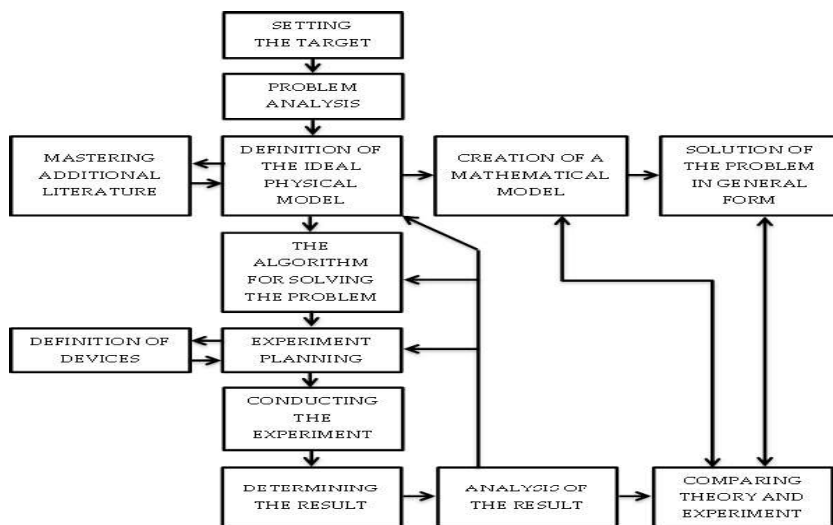 SETTING
THE TARGET
PROBLEM
ANALYSIS
MASTERING
ADDITIONAL
LITERATURE
DEFINITION OF
THE IDEAL
PHYSICAL
MODEL
CREATION OF A
MATHEMATICAL
MODEL
SOLUTION OF
THE PROBLEM
IN GENERAL
FORM
THE
ALGORITHM
FOR SOLVING
THE PROBLEM
DEFINITION OF
DEVICES
EXPERIMENT
PLANNING
CONDUCTING
THE
EXPERIMENT
DETERMINING
THE RESULT
ANALYSIS OF
THE RESULT
COMPARING
THEORY AND
EXPERIMENT